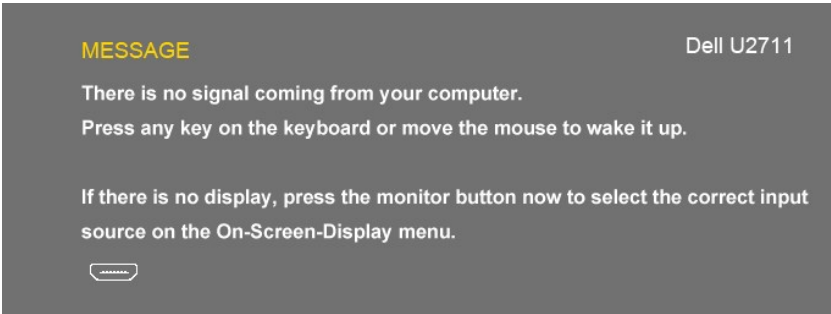 MESSAGE
Dell U2711
There is no signal coming from your computer.
Press any key on the keyboard or move the mouse to wake it up.
If there is no display, press the monitor button now to select the correct input
source on the On-Screen-Display menu.